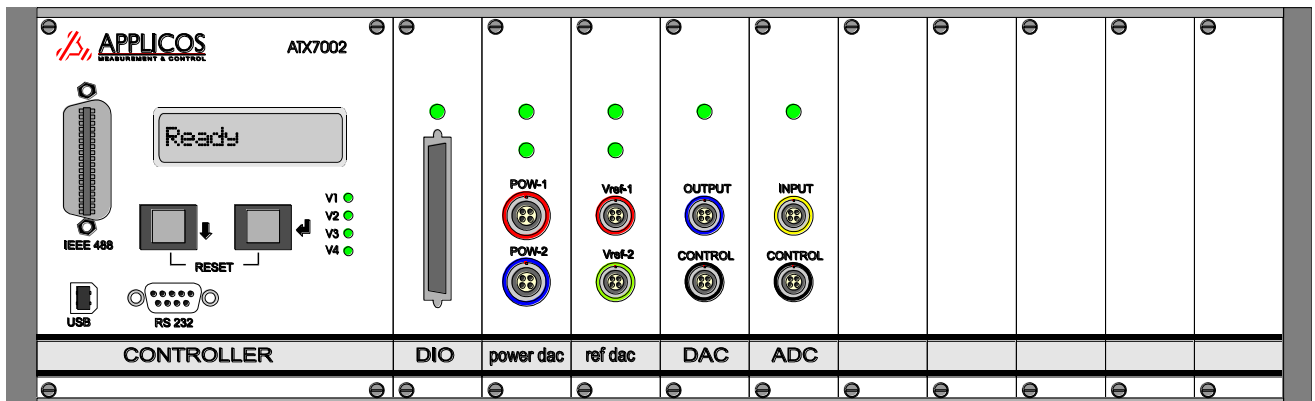 APPLICOS
MEASUREMENT & CONTROL
ATX7002
Ready
IEEE 488
V1
V2
V3
V4
RESET
USB
RS 232
CONTROLLER
DIO
POW-1
POW-2
power dac
Vref-1
Vref-2
ref dac
OUTPUT
CONTROL
DAC
INPUT
CONTROL
ADC